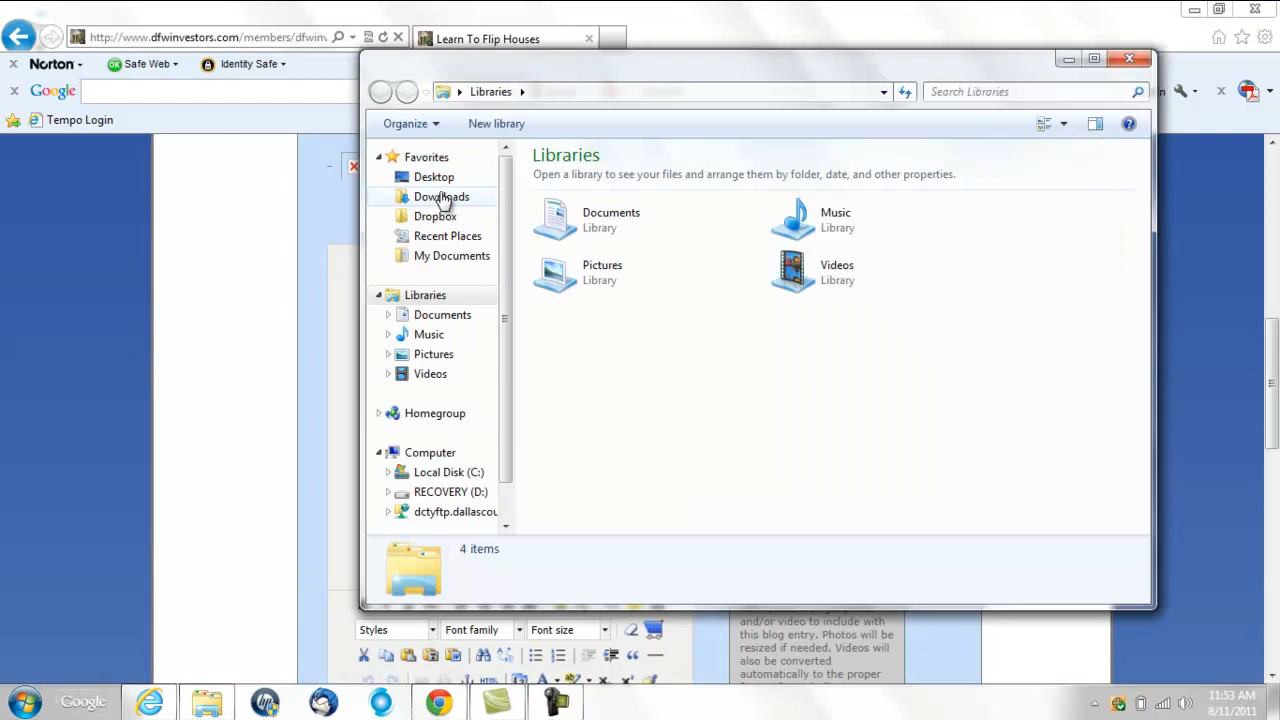 http://www.dfwinvestors.com/members/dfwin
Learn To Flip Houses
Norton
Safe Web
Identity Safe
Google
Tempo Login
Libraries
Search Libraries
Organize
New library
Favorites
Desktop
Downloads
Dropbox
Recent Places
My Documents
Libraries
Documents
Music
Pictures
Videos
Homegroup
Computer
Local Disk (C:)
RECOVERY (D:)
dctyftp.dallascou
Libraries
Open a library to see your files and arrange them by folder, date, and other properties.
Documents
Library
Music
Library
Pictures
Library
Videos
Library
4 items
Styles
Font family
Font size
and/or video to include with
this blog entry. Photos will be
resized if needed. Videos will
also be converted
automatically to the proper
Google
11:53 AM
8/11/2011